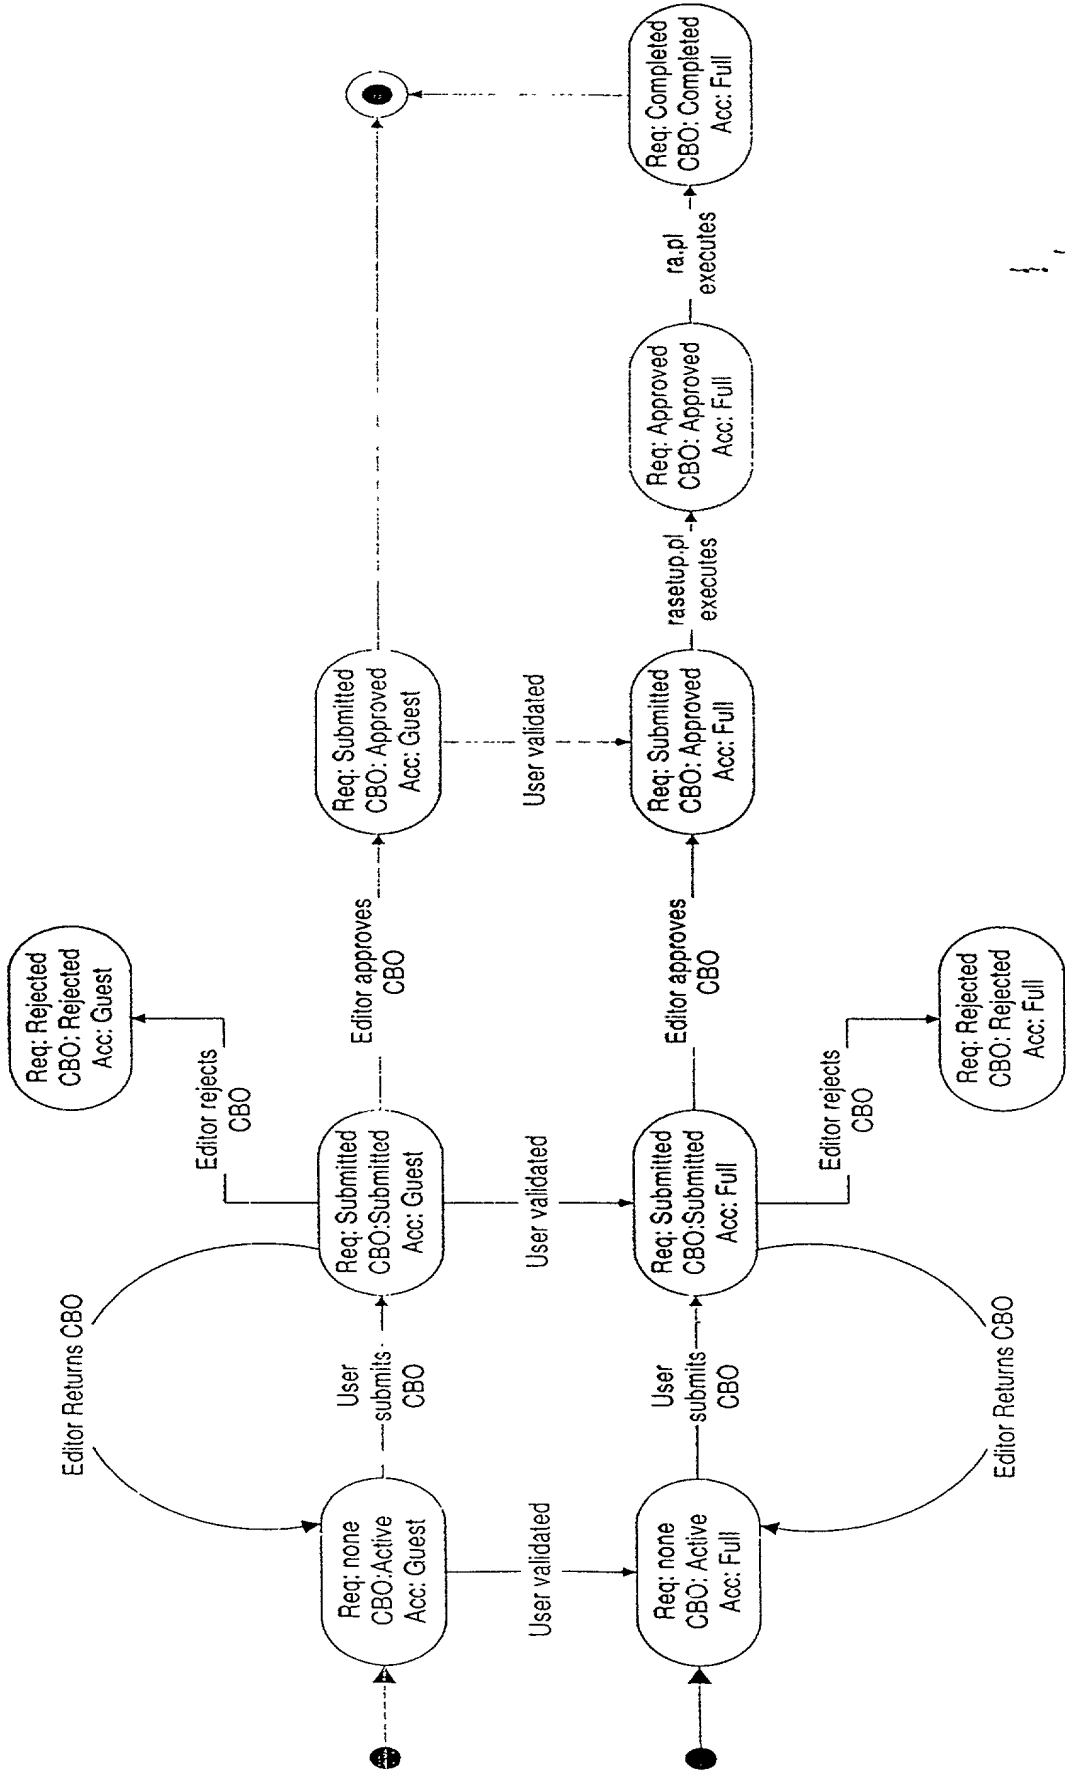 Editor Returns CBO
Req: Rejected
CBO: Rejected
Acc: Guest
Editor rejects
CBO
Req: none
CBO:Active
Acc: Guest
User
submits
CBO
Req: Submitted
CBO:Submitted
Acc: Guest
Editor approves
CBO
Req: Submitted
CBO: Approved
Acc: Guest
User validated
User validated
User validated
Req: none
CBO: Active
Acc: Full
User
submits
CBO
Req: Submitted
CBO:Submitted
Acc: Full
Editor approves
CBO
Req: Submitted
CBO: Approved
Acc: Full
rasetup.pl
executes
Req: Approved
CBO: Approved
Acc: Full
ra.pl
executes
Req: Completed
CBO: Completed
Acc: Full
Editor rejects
CBO
Editor Returns CBO
Req: Rejected
CBO: Rejected
Acc: Full